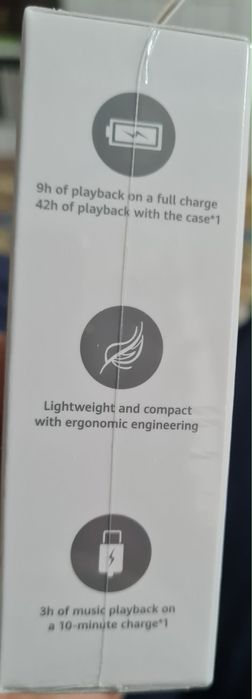 9h of playback on a full charge
42h of playback with the case*1
Lightweight and compact
with ergonomic engineering
3h of music playback on
a 10-minute charge*1